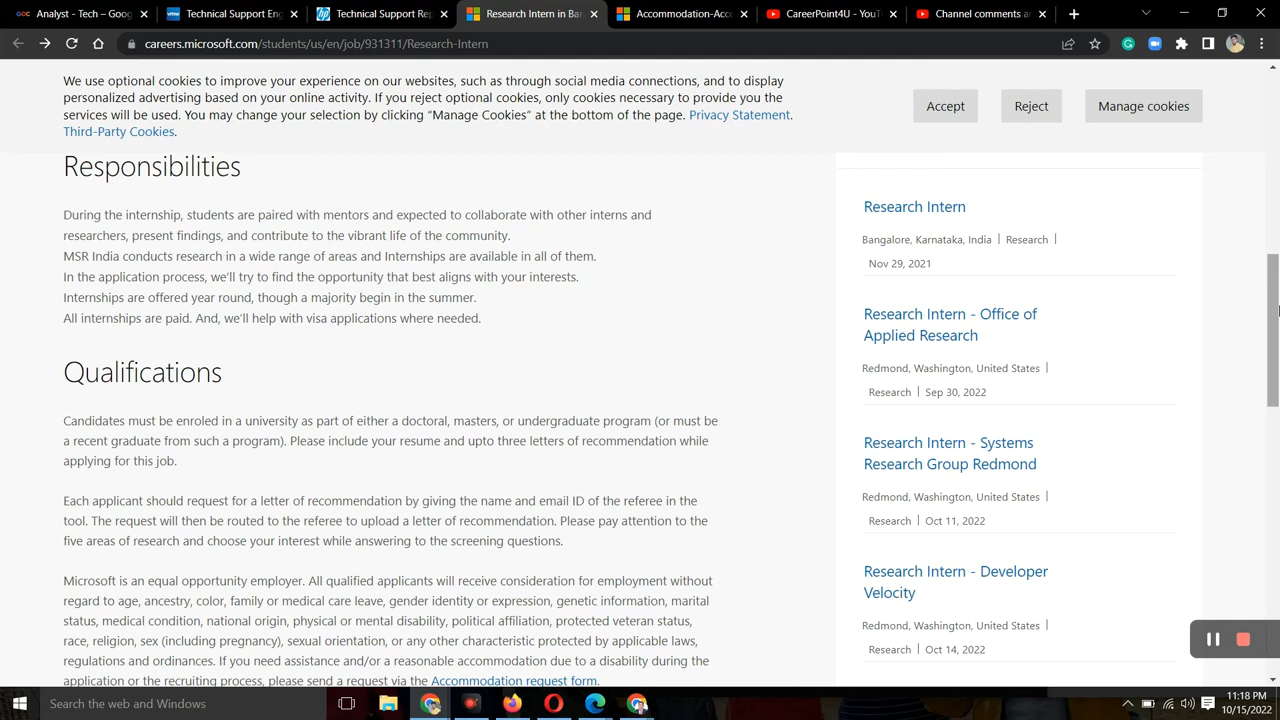 Analyst - Tech – Goog
Technical Support Eng
Technical Support Rep
Research Intern in Ban
Accommodation-Acce
CareerPoint4U - YouT
Channel comments an
careers.microsoft.com/students/us/en/job/931311/Research-Intern
We use optional cookies to improve your experience on our websites, such as through social media connections, and to display
personalized advertising based on your online activity. If you reject optional cookies, only cookies necessary to provide you the
services will be used. You may change your selection by clicking “Manage Cookies” at the bottom of the page. Privacy Statement.
Third-Party Cookies.
Accept
Reject
Manage cookies
Responsibilities
During the internship, students are paired with mentors and expected to collaborate with other interns and
researchers, present findings, and contribute to the vibrant life of the community.
MSR India conducts research in a wide range of areas and Internships are available in all of them.
In the application process, we’ll try to find the opportunity that best aligns with your interests.
Internships are offered year round, though a majority begin in the summer.
All internships are paid. And, we’ll help with visa applications where needed.
Qualifications
Candidates must be enroled in a university as part of either a doctoral, masters, or undergraduate program (or must be
a recent graduate from such a program). Please include your resume and upto three letters of recommendation while
applying for this job.
Each applicant should request for a letter of recommendation by giving the name and email ID of the referee in the
tool. The request will then be routed to the referee to upload a letter of recommendation. Please pay attention to the
five areas of research and choose your interest while answering to the screening questions.
Microsoft is an equal opportunity employer. All qualified applicants will receive consideration for employment without
regard to age, ancestry, color, family or medical care leave, gender identity or expression, genetic information, marital
status, medical condition, national origin, physical or mental disability, political affiliation, protected veteran status,
race, religion, sex (including pregnancy), sexual orientation, or any other characteristic protected by applicable laws,
regulations and ordinances. If you need assistance and/or a reasonable accommodation due to a disability during the
application or the recruiting process, please send a request via the Accommodation request form.
Research Intern
Bangalore, Karnataka, India | Research |
Nov 29, 2021
Research Intern - Office of
Applied Research
Redmond, Washington, United States |
Research | Sep 30, 2022
Research Intern - Systems
Research Group Redmond
Redmond, Washington, United States |
Research | Oct 11, 2022
Research Intern - Developer
Velocity
Redmond, Washington, United States |
Research | Oct 14, 2022
Search the web and Windows
11:18 PM
10/15/2022